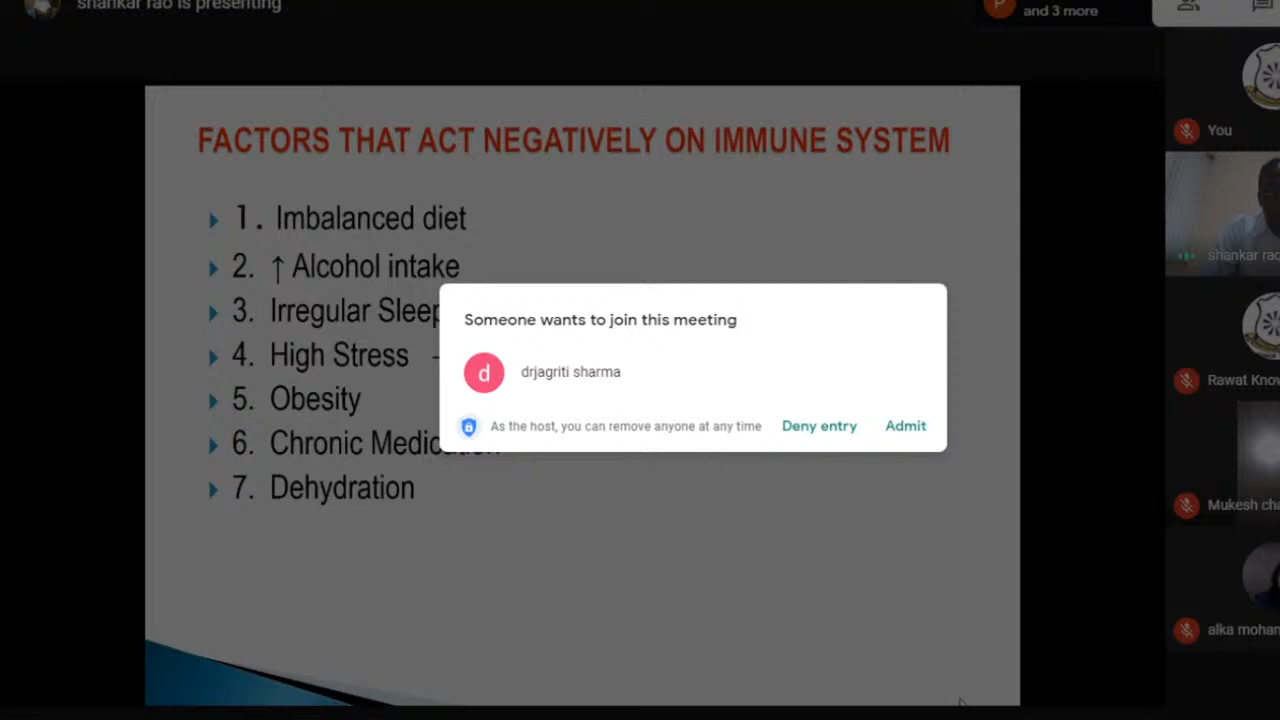 shankar rao is presenting
P
and 3 more
FACTORS THAT ACT NEGATIVELY ON IMMUNE SYSTEM
1. Imbalanced diet
2. ↑ Alcohol intake
3. Irregular Sleep
4. High Stress
5. Obesity
6. Chronic Medication
7. Dehydration
Someone wants to join this meeting
d
drjagriti sharma
As the host, you can remove anyone at any time
Deny entry
Admit
You
shankar rao
Rawat Know
Mukesh cha
alka mohan